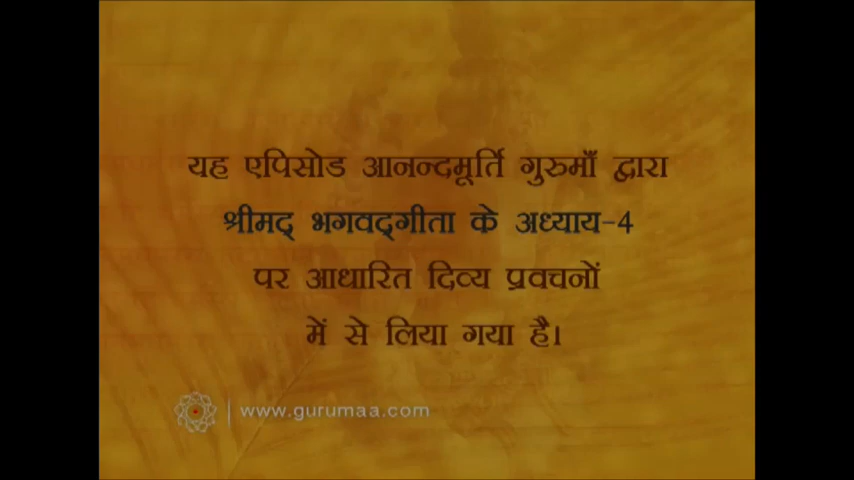 यह एपिसोड आनन्दमूर्ति गुरुमाँ द्वारा
श्रीमद् भगवद्गीता के अध्याय-4
पर आधारित दिव्य प्रवचनों
में से लिया गया है।
www.gurumaa.com